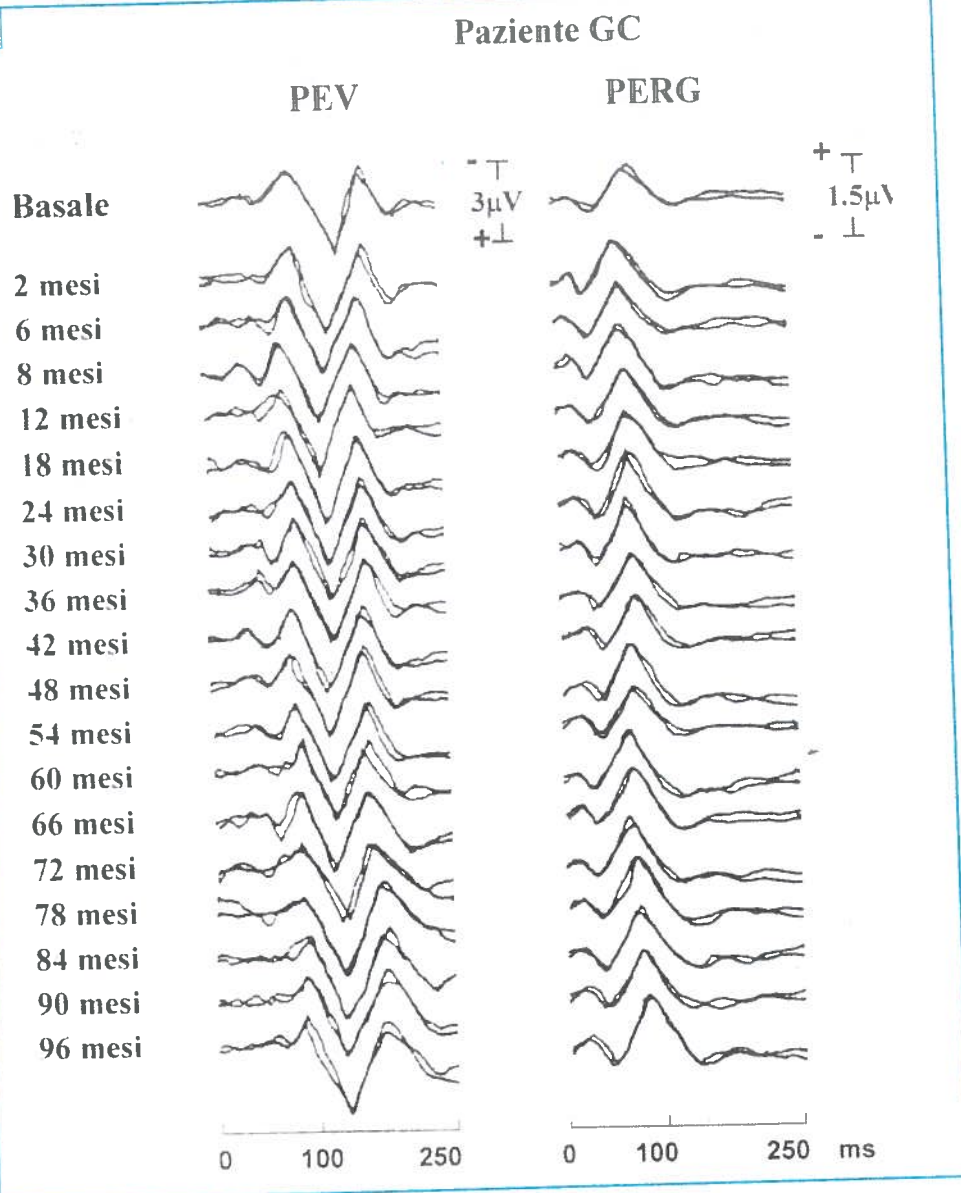 Paziente GC
PEV PERG
Basale
- 3µV +
+ 1.5µV -
2 mesi
6 mesi
8 mesi
12 mesi
18 mesi
24 mesi
30 mesi
36 mesi
42 mesi
48 mesi
54 mesi
60 mesi
66 mesi
72 mesi
78 mesi
84 mesi
90 mesi
96 mesi
0 100 250 0 100 250 ms